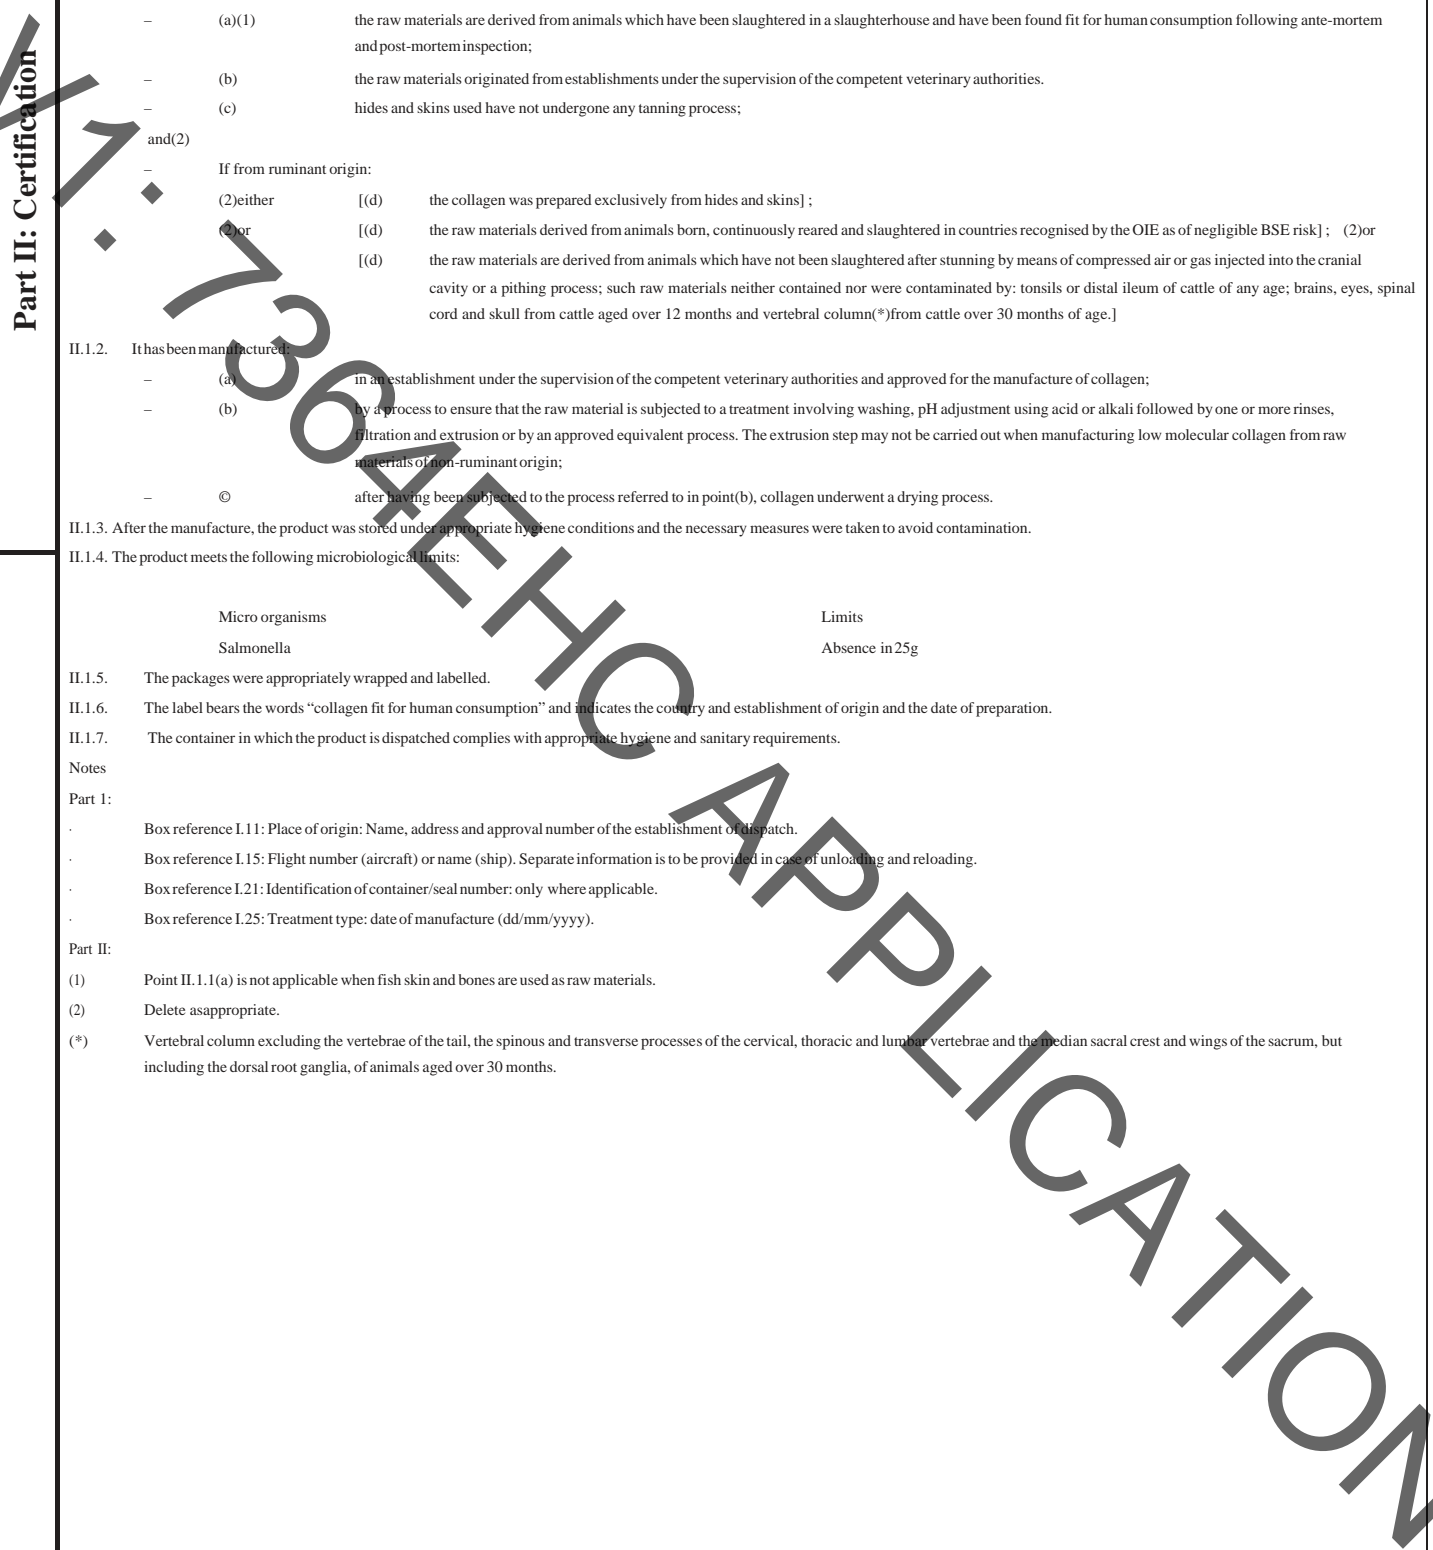 Part II: Certification
– (a)(1) the raw materials are derived from animals which have been slaughtered in a slaughterhouse and have been found fit for human consumption following ante-mortem
and post-mortem inspection;
– (b) the raw materials originated from establishments under the supervision of the competent veterinary authorities.
– (c) hides and skins used have not undergone any tanning process;
and(2)
– If from ruminant origin:
(2)either [(d) the collagen was prepared exclusively from hides and skins] ;
(2)or [(d) the raw materials derived from animals born, continuously reared and slaughtered in countries recognised by the OIE as of negligible BSE risk] ; (2)or
[(d) the raw materials are derived from animals which have not been slaughtered after stunning by means of compressed air or gas injected into the cranial
cavity or a pithing process; such raw materials neither contained nor were contaminated by: tonsils or distal ileum of cattle of any age; brains, eyes, spinal
cord and skull from cattle aged over 12 months and vertebral column(*)from cattle over 30 months of age.]
II.1.2. It has been manufactured:
– (a) in an establishment under the supervision of the competent veterinary authorities and approved for the manufacture of collagen;
– (b) by a process to ensure that the raw material is subjected to a treatment involving washing, pH adjustment using acid or alkali followed by one or more rinses,
filtration and extrusion or by an approved equivalent process. The extrusion step may not be carried out when manufacturing low molecular collagen from raw
materials of non-ruminant origin;
– © after having been subjected to the process referred to in point(b), collagen underwent a drying process.
II.1.3. After the manufacture, the product was stored under appropriate hygiene conditions and the necessary measures were taken to avoid contamination.
II.1.4. The product meets the following microbiological limits:
Micro organisms Limits
Salmonella Absence in 25g
II.1.5. The packages were appropriately wrapped and labelled.
II.1.6. The label bears the words “collagen fit for human consumption” and indicates the country and establishment of origin and the date of preparation.
II.1.7. The container in which the product is dispatched complies with appropriate hygiene and sanitary requirements.
Notes
Part 1:
· Box reference I.11: Place of origin: Name, address and approval number of the establishment of dispatch.
· Box reference I.15: Flight number (aircraft) or name (ship). Separate information is to be provided in case of unloading and reloading.
· Box reference I.21: Identification of container/seal number: only where applicable.
· Box reference I.25: Treatment type: date of manufacture (dd/mm/yyyy).
Part II:
(1) Point II.1.1(a) is not applicable when fish skin and bones are used as raw materials.
(2) Delete asappropriate.
(*) Vertebral column excluding the vertebrae of the tail, the spinous and transverse processes of the cervical, thoracic and lumbar vertebrae and the median sacral crest and wings of the sacrum, but
including the dorsal root ganglia, of animals aged over 30 months.
V1: 7364EHC APPLICATION